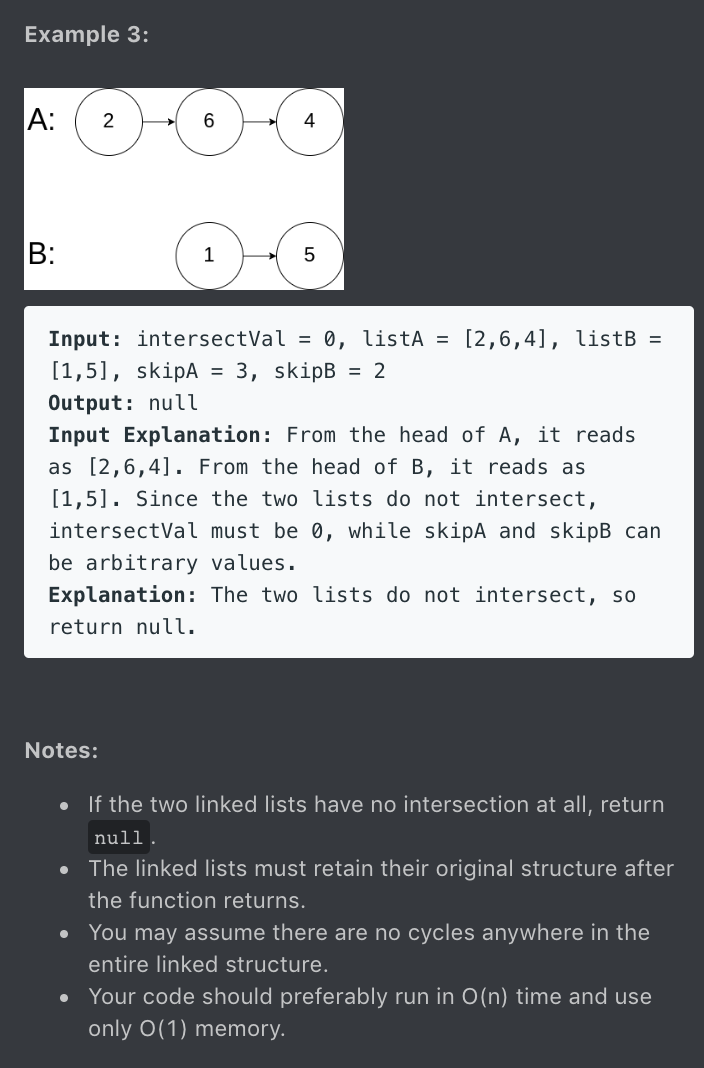 Example 3:
A: 2 6 4
B: 1 5
Input: intersectVal = 0, listA = [2,6,4], listB =
[1,5], skipA = 3, skipB = 2
Output: null
Input Explanation: From the head of A, it reads
as [2,6,4]. From the head of B, it reads as
[1,5]. Since the two lists do not intersect,
intersectVal must be 0, while skipA and skipB can
be arbitrary values.
Explanation: The two lists do not intersect, so
return null.
Notes:
• If the two linked lists have no intersection at all, return
null.
• The linked lists must retain their original structure after
the function returns.
• You may assume there are no cycles anywhere in the
entire linked structure.
• Your code should preferably run in O(n) time and use
only O(1) memory.